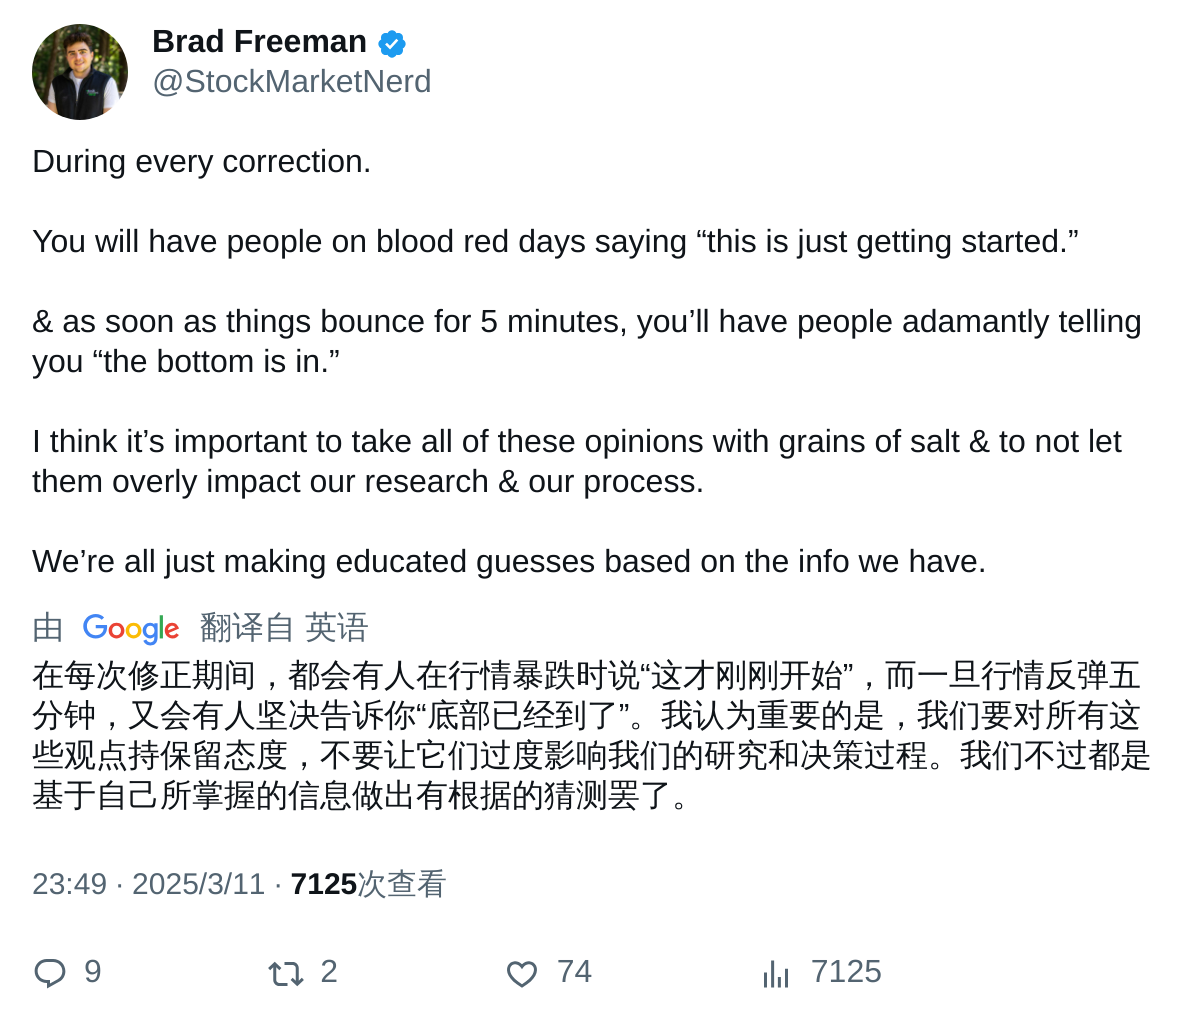 Brad Freeman
@StockMarketNerd
During every correction.
You will have people on blood red days saying “this is just getting started.”
& as soon as things bounce for 5 minutes, you’ll have people adamantly telling
you “the bottom is in.”
I think it’s important to take all of these opinions with grains of salt & to not let
them overly impact our research & our process.
We’re all just making educated guesses based on the info we have.
由 Google 翻译自 英语
在每次修正期间，都会有人在行情暴跌时说“这才刚刚开始”，而一旦行情反弹五
分钟，又会有人坚决告诉你“底部已经到了”。我认为重要的是，我们要对所有这
些观点持保留态度，不要让它们过度影响我们的研究和决策过程。我们不过都是
基于自己所掌握的信息做出有根据的猜测罢了。
23:49 · 2025/3/11 · 7125次查看
9 2 74 7125